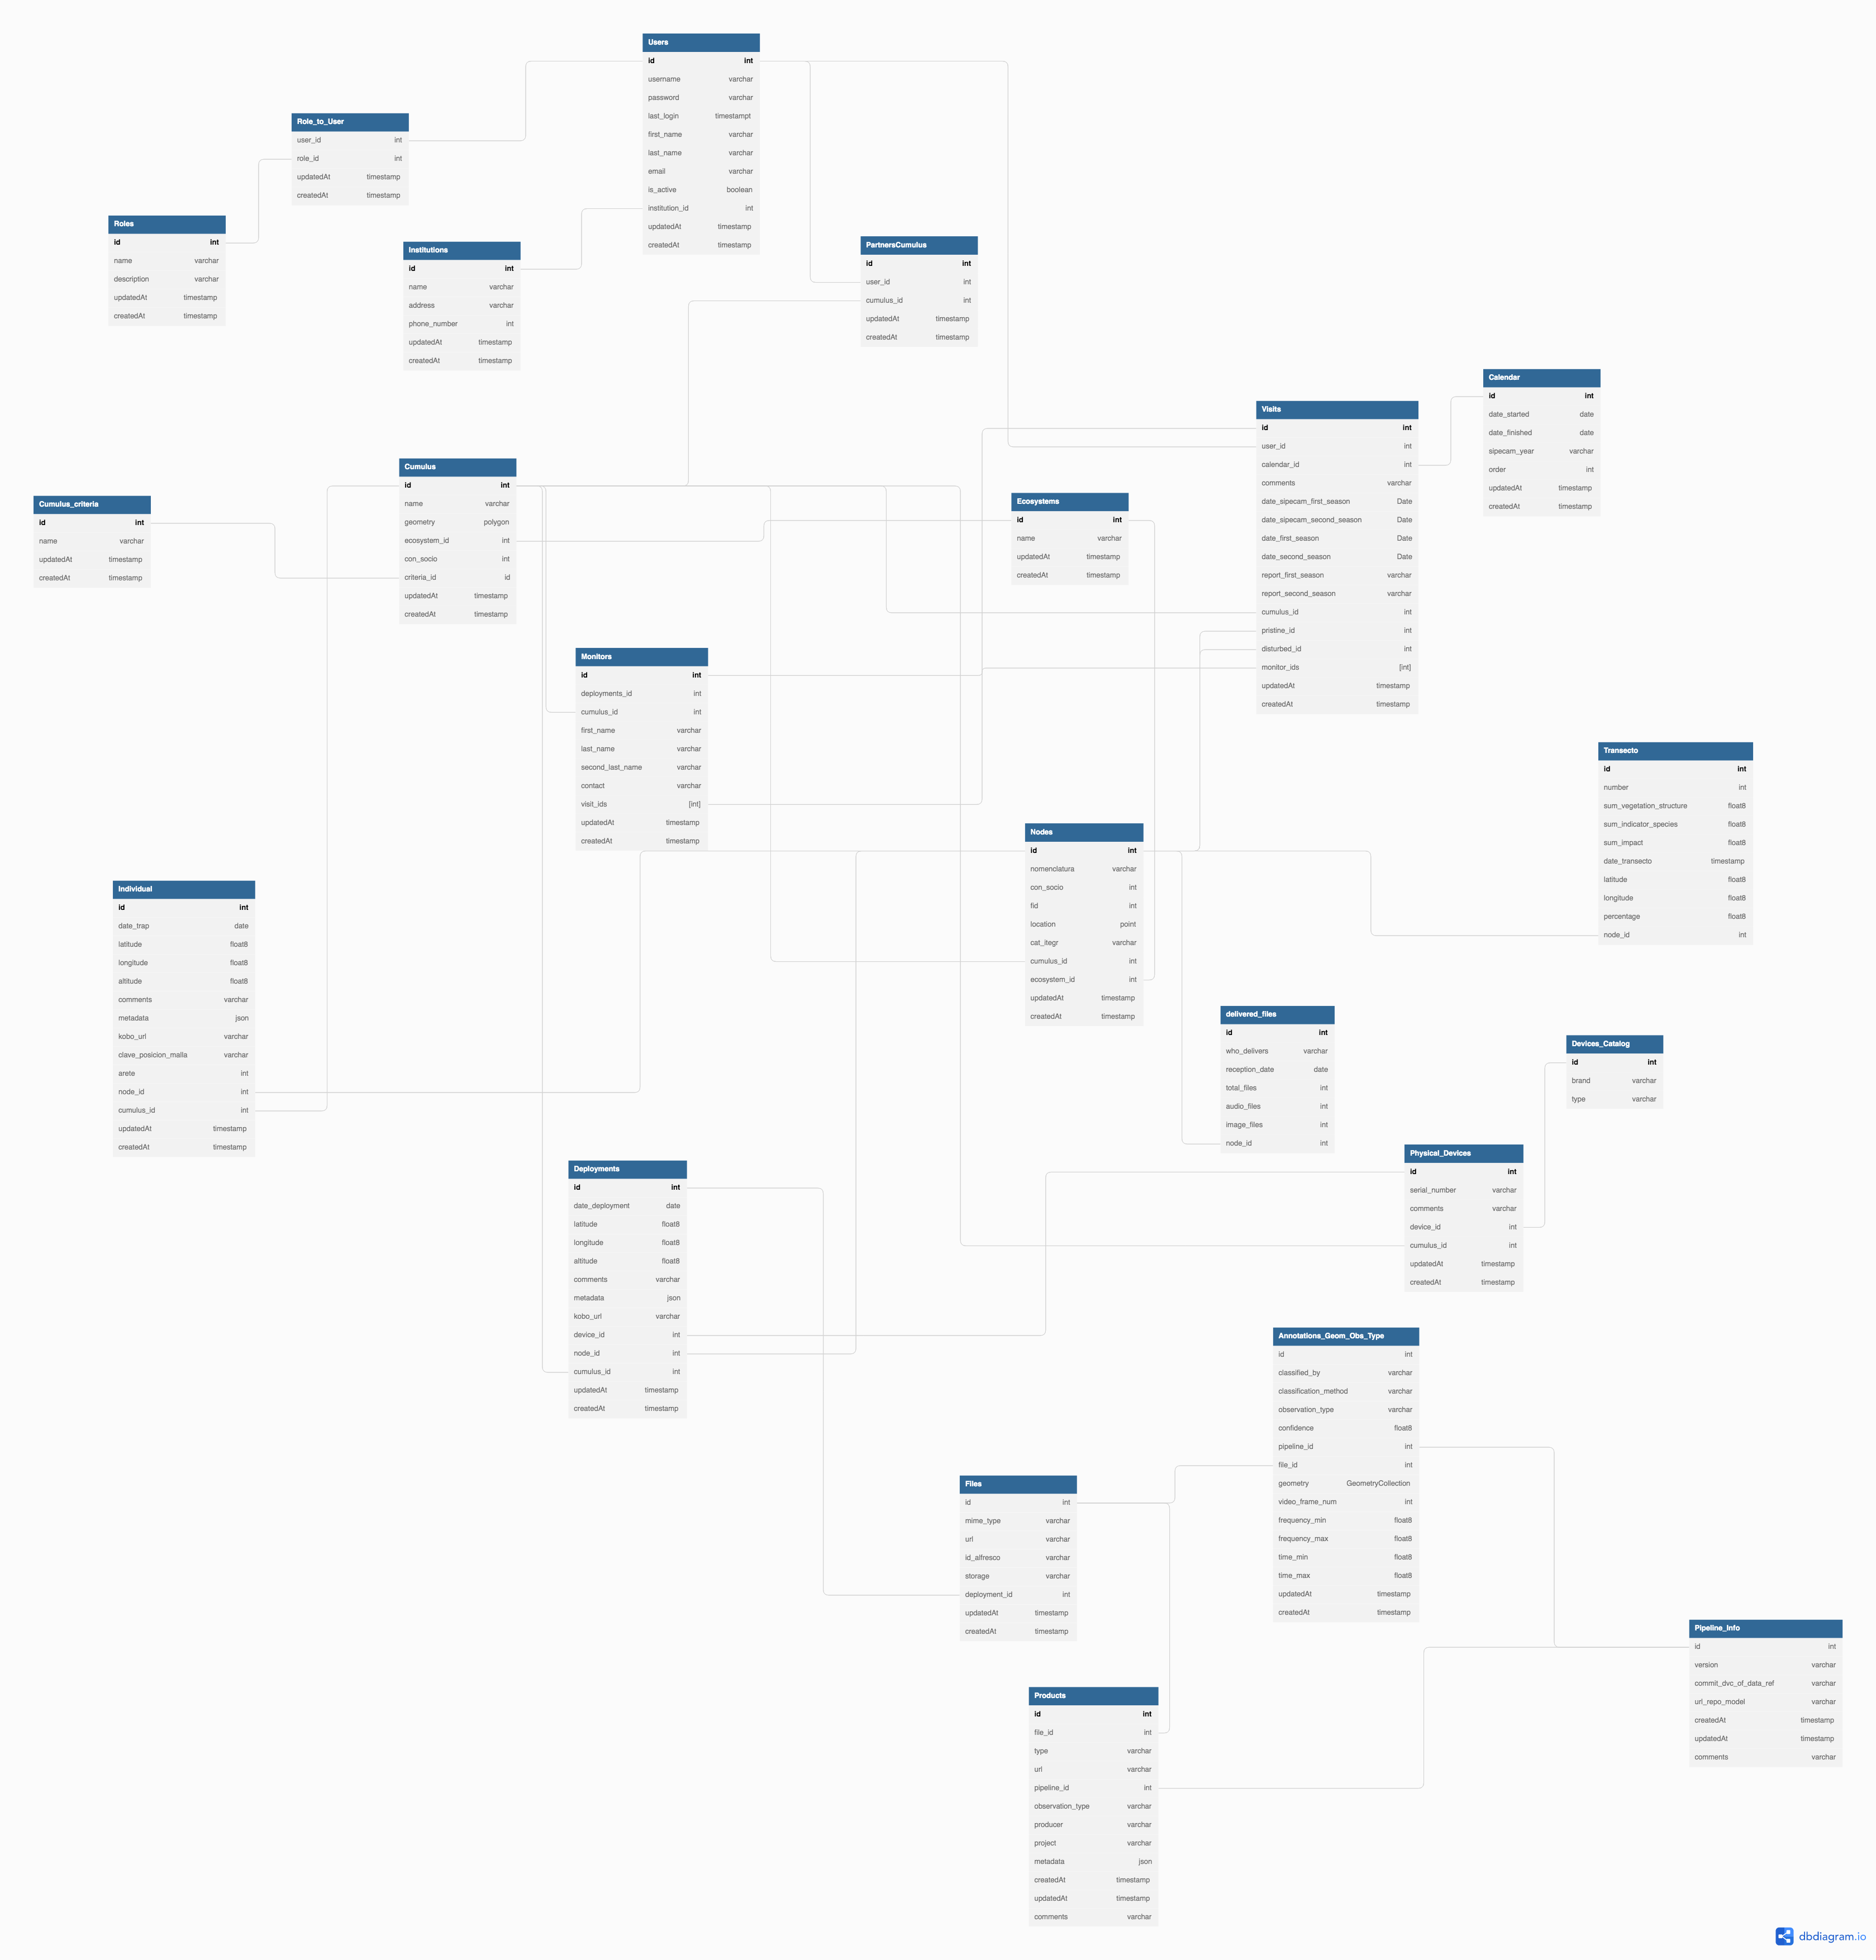 Users
id int
username varchar
password varchar
last_login timestampt
first_name varchar
last_name varchar
email varchar
is_active boolean
institution_id int
updatedAt timestamp
createdAt timestamp
Role_to_User
user_id int
role_id int
updatedAt timestamp
createdAt timestamp
Roles
id int
name varchar
description varchar
updatedAt timestamp
createdAt timestamp
Institutions
id int
name varchar
address varchar
phone_number int
updatedAt timestamp
createdAt timestamp
PartnersCumulus
id int
user_id int
cumulus_id int
updatedAt timestamp
createdAt timestamp
Calendar
id int
date_started date
date_finished date
sipecam_year varchar
order int
updatedAt timestamp
createdAt timestamp
Visits
id int
user_id int
calendar_id int
comments varchar
date_sipecam_first_season Date
date_sipecam_second_season Date
date_first_season Date
date_second_season Date
report_first_season varchar
report_second_season varchar
cumulus_id int
pristine_id int
disturbed_id int
monitor_ids [int]
updatedAt timestamp
createdAt timestamp
Cumulus
id int
name varchar
geometry polygon
ecosystem_id int
con_socio int
criteria_id id
updatedAt timestamp
createdAt timestamp
Cumulus_criteria
id int
name varchar
updatedAt timestamp
createdAt timestamp
Ecosystems
id int
name varchar
updatedAt timestamp
createdAt timestamp
Monitors
id int
deployments_id int
cumulus_id int
first_name varchar
last_name varchar
second_last_name varchar
contact varchar
visit_ids [int]
updatedAt timestamp
createdAt timestamp
Transecto
id int
number int
sum_vegetation_structure float8
sum_indicator_species float8
sum_impact float8
date_transecto timestamp
latitude float8
longitude float8
percentage float8
node_id int
Nodes
id int
nomenclatura varchar
con_socio int
fid int
location point
cat_itegr varchar
cumulus_id int
ecosystem_id int
updatedAt timestamp
createdAt timestamp
Individual
id int
date_trap date
latitude float8
longitude float8
altitude float8
comments varchar
metadata json
kobo_url varchar
clave_posicion_malla varchar
arete int
node_id int
cumulus_id int
updatedAt timestamp
createdAt timestamp
delivered_files
id int
who_delivers varchar
reception_date date
total_files int
audio_files int
image_files int
node_id int
Devices_Catalog
id int
brand varchar
type varchar
Physical_Devices
id int
serial_number varchar
comments varchar
device_id int
cumulus_id int
updatedAt timestamp
createdAt timestamp
Deployments
id int
date_deployment date
latitude float8
longitude float8
altitude float8
comments varchar
metadata json
kobo_url varchar
device_id int
node_id int
cumulus_id int
updatedAt timestamp
createdAt timestamp
Annotations_Geom_Obs_Type
id int
classified_by varchar
classification_method varchar
observation_type varchar
confidence float8
pipeline_id int
file_id int
geometry GeometryCollection
video_frame_num int
frequency_min float8
frequency_max float8
time_min float8
time_max float8
updatedAt timestamp
createdAt timestamp
Files
id int
mime_type varchar
url varchar
id_alfresco varchar
storage varchar
deployment_id int
updatedAt timestamp
createdAt timestamp
Pipeline_Info
id int
version varchar
commit_dvc_of_data_ref varchar
url_repo_model varchar
createdAt timestamp
updatedAt timestamp
comments varchar
Products
id int
file_id int
type varchar
url varchar
pipeline_id int
observation_type varchar
producer varchar
project varchar
metadata json
createdAt timestamp
updatedAt timestamp
comments varchar
dbdiagram.io